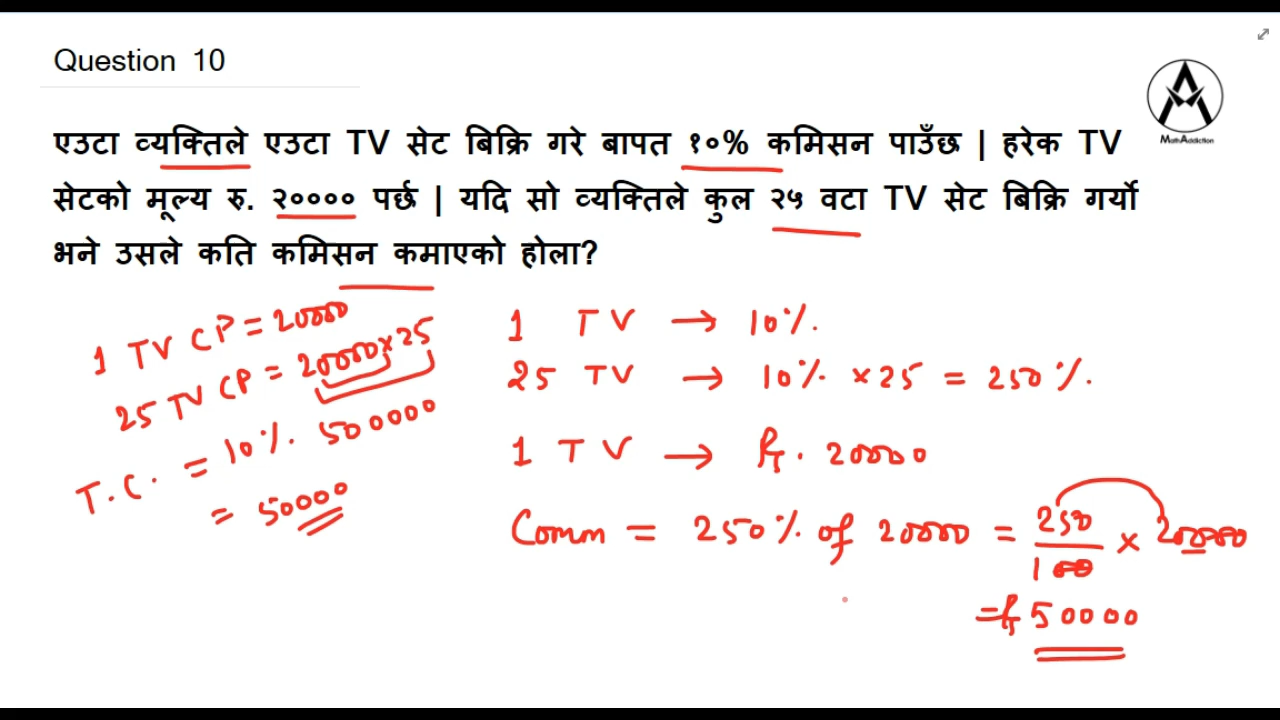 Question 10
एउटा व्यक्तिले एउटा TV सेट बिक्रि गरे बापत १०% कमिसन पाउँछ | हरेक TV
सेटको मूल्य रु. २०००० पर्छ | यदि सो व्यक्तिले कुल २५ वटा TV सेट बिक्रि गर्यो
भने उसले कति कमिसन कमाएको होला?
MathAddiction
1 TV CP = 20000
25 TV CP = 20000 × 25
T.C. = 10% . 500000
= 50000
1 TV → 10%.
25 TV → 10% × 25 = 250%.
1 TV → Rs. 20000
Comm = 250% of 20000 = 250/100 × 20000
= Rs 50000